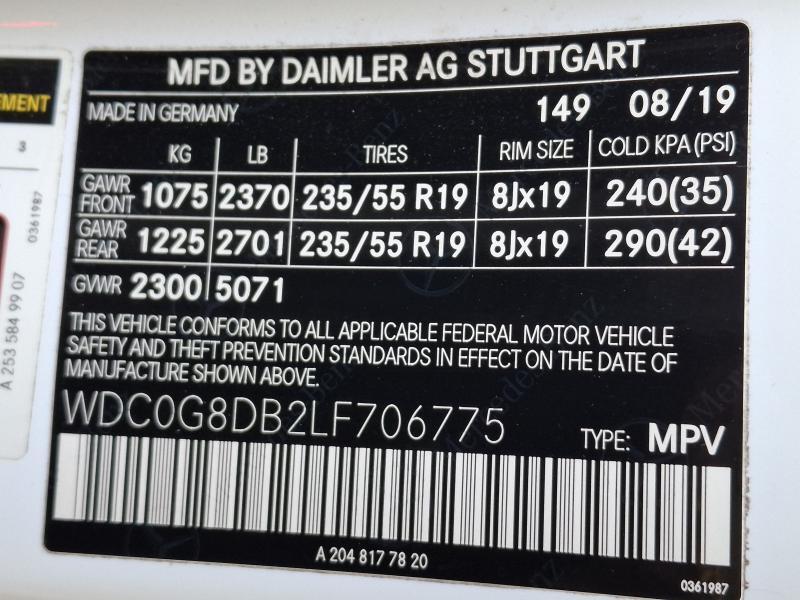 EMENT
3
0361987
A 253 584 99 07
MFD BY DAIMLER AG STUTTGART
MADE IN GERMANY 149 08/19
KG LB TIRES RIM SIZE COLD KPA (PSI)
GAWR FRONT 1075 2370 235/55 R19 8Jx19 240(35)
GAWR REAR 1225 2701 235/55 R19 8Jx19 290(42)
GVWR 2300 5071
THIS VEHICLE CONFORMS TO ALL APPLICABLE FEDERAL MOTOR VEHICLE
SAFETY AND THEFT PREVENTION STANDARDS IN EFFECT ON THE DATE OF
MANUFACTURE SHOWN ABOVE.
WDC0G8DB2LF706775 TYPE: MPV
A 204 817 78 20
0361987